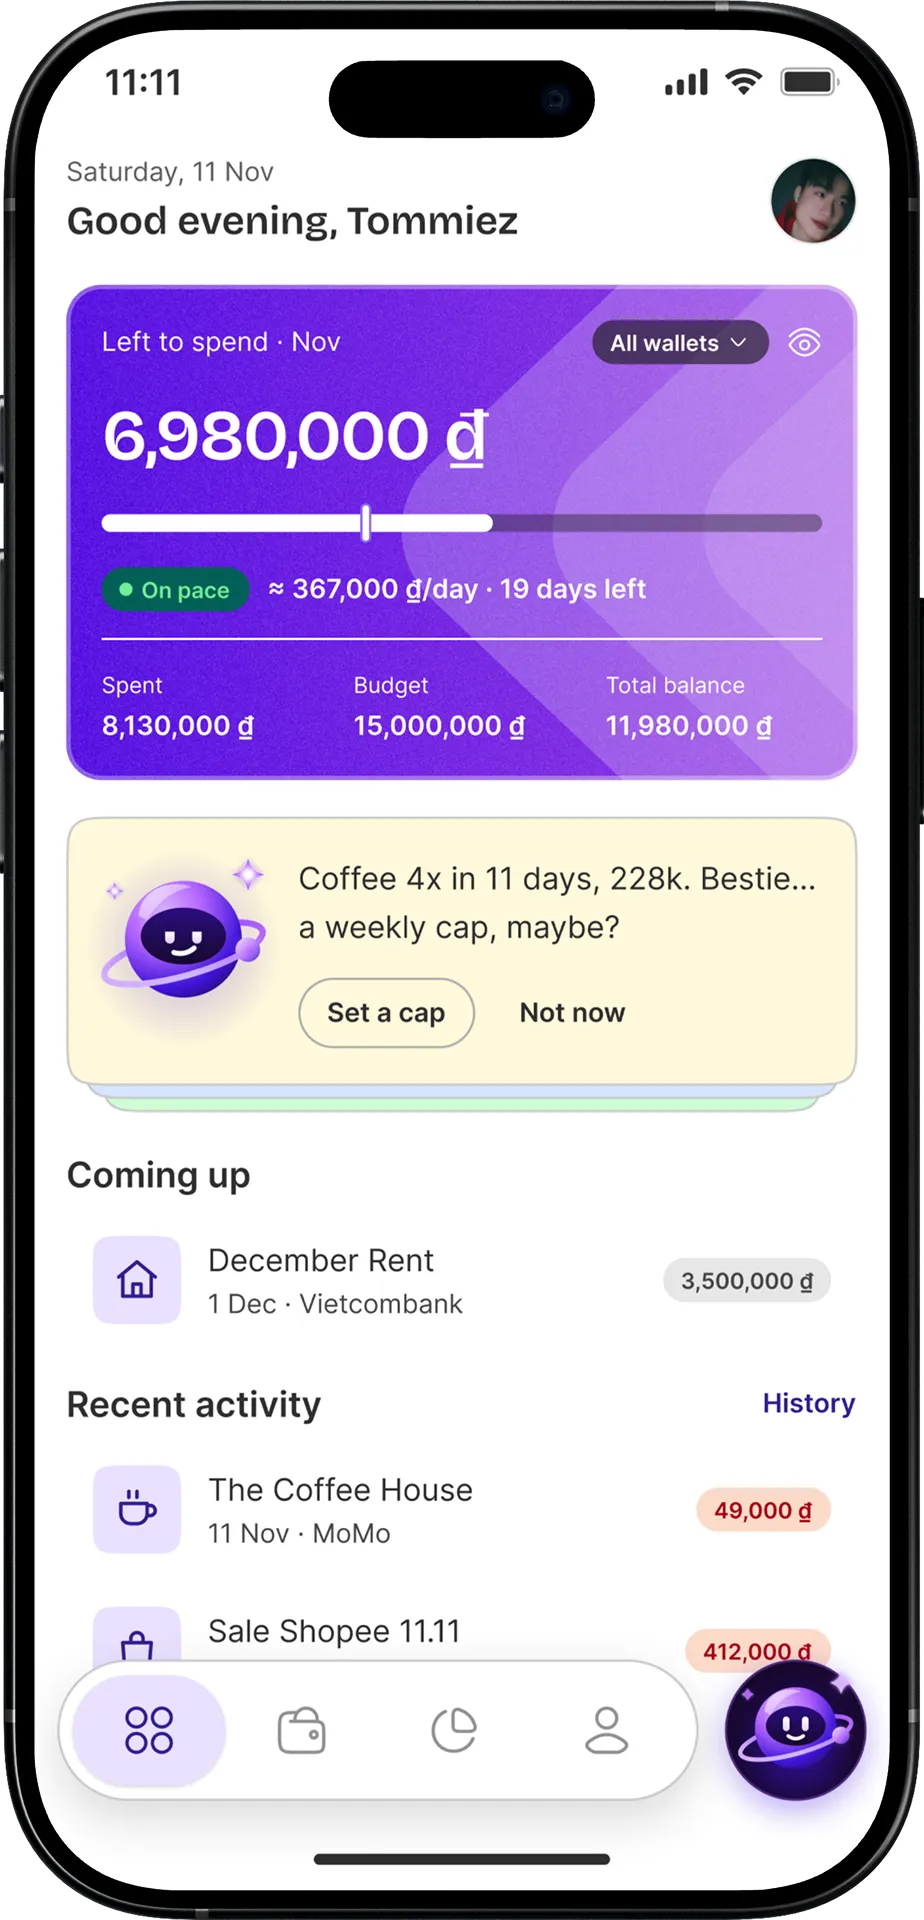 11:11
Saturday, 11 Nov
Good evening, Tommiez
Left to spend · Nov
All wallets
6,980,000 ₫
On pace
≈ 367,000 ₫/day · 19 days left
Spent
Budget
Total balance
8,130,000 ₫
15,000,000 ₫
11,980,000 ₫
Coffee 4x in 11 days, 228k. Bestie...
a weekly cap, maybe?
Set a cap
Not now
Coming up
December Rent
1 Dec · Vietcombank
3,500,000 ₫
Recent activity
History
The Coffee House
11 Nov · MoMo
49,000 ₫
Sale Shopee 11.11
412,000 ₫